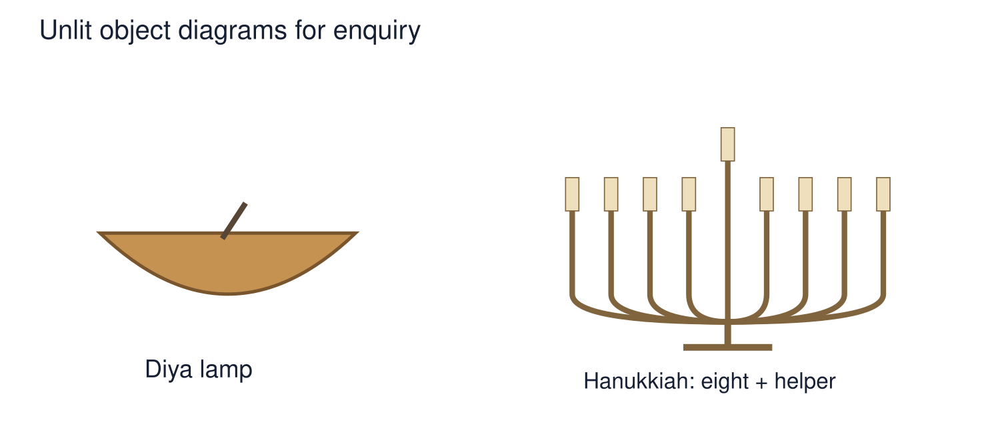 Unlit object diagrams for enquiry
Diya lamp
Hanukkiah: eight + helper